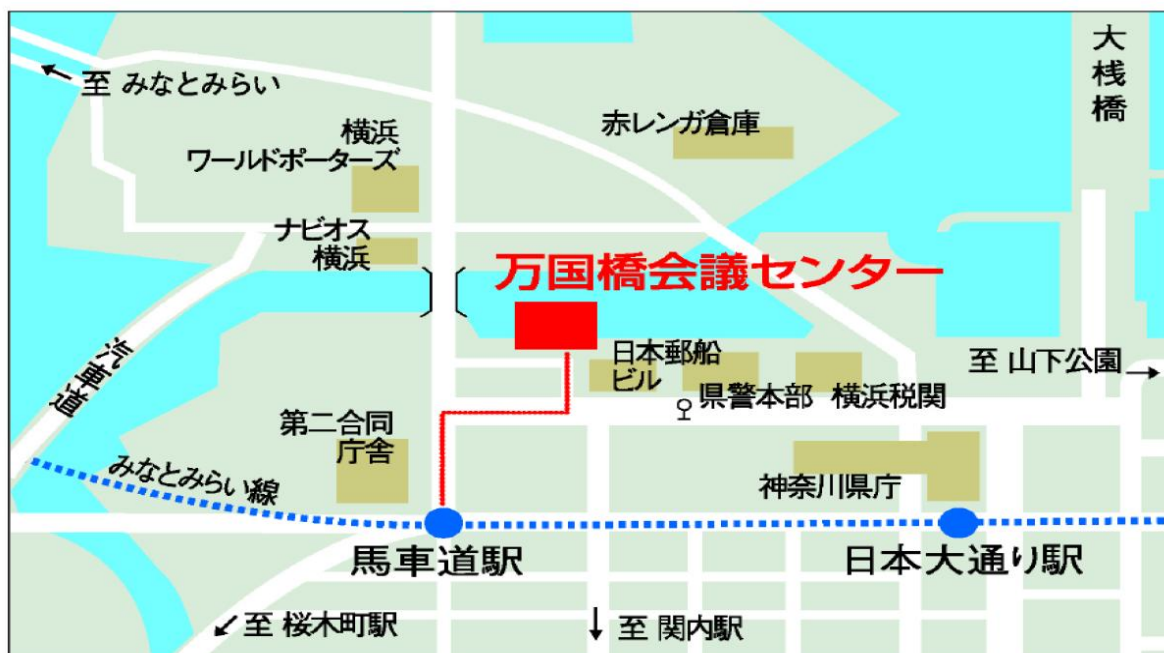 大桟橋
至 みなとみらい
赤レンガ倉庫
横浜
ワールドポーターズ
ナビオス
横浜
万国橋会議センター
汽車道
日本郵船
ビル
至 山下公園
県警本部
横浜税関
第二合同
庁舎
みなとみらい線
神奈川県庁
馬車道駅
日本大通り駅
至 桜木町駅
至 関内駅